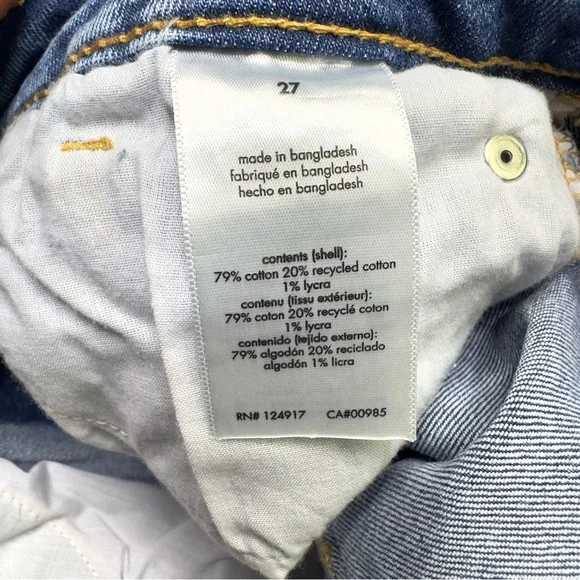 27
made in bangladesh
fabriqué en bangladesh
hecho en bangladesh
contents (shell):
79% cotton 20% recycled cotton
1% lycra
contenu (tissu extérieur):
79% coton 20% recyclé coton
1% lycra
contenido (tejido externo):
79% algodón 20% reciclado
algodón 1% licra
RN# 124917 CA#00985